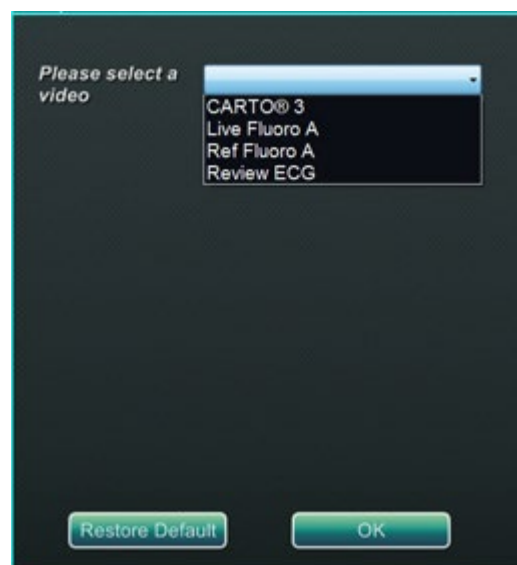 Please select a
video
CARTO® 3
Live Fluoro A
Ref Fluoro A
Review ECG
Restore Default
OK